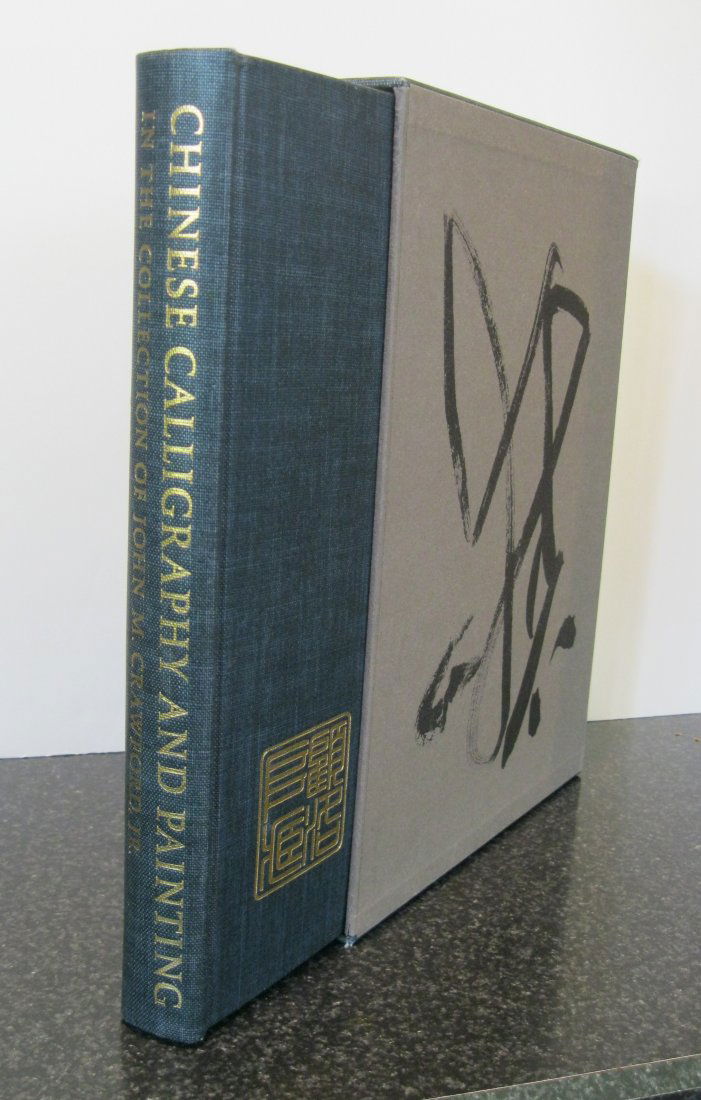 CHINESE CALLIGRAPHY AND PAINTING
IN THE COLLECTION OF JOHN M. CRAWFORD, JR.